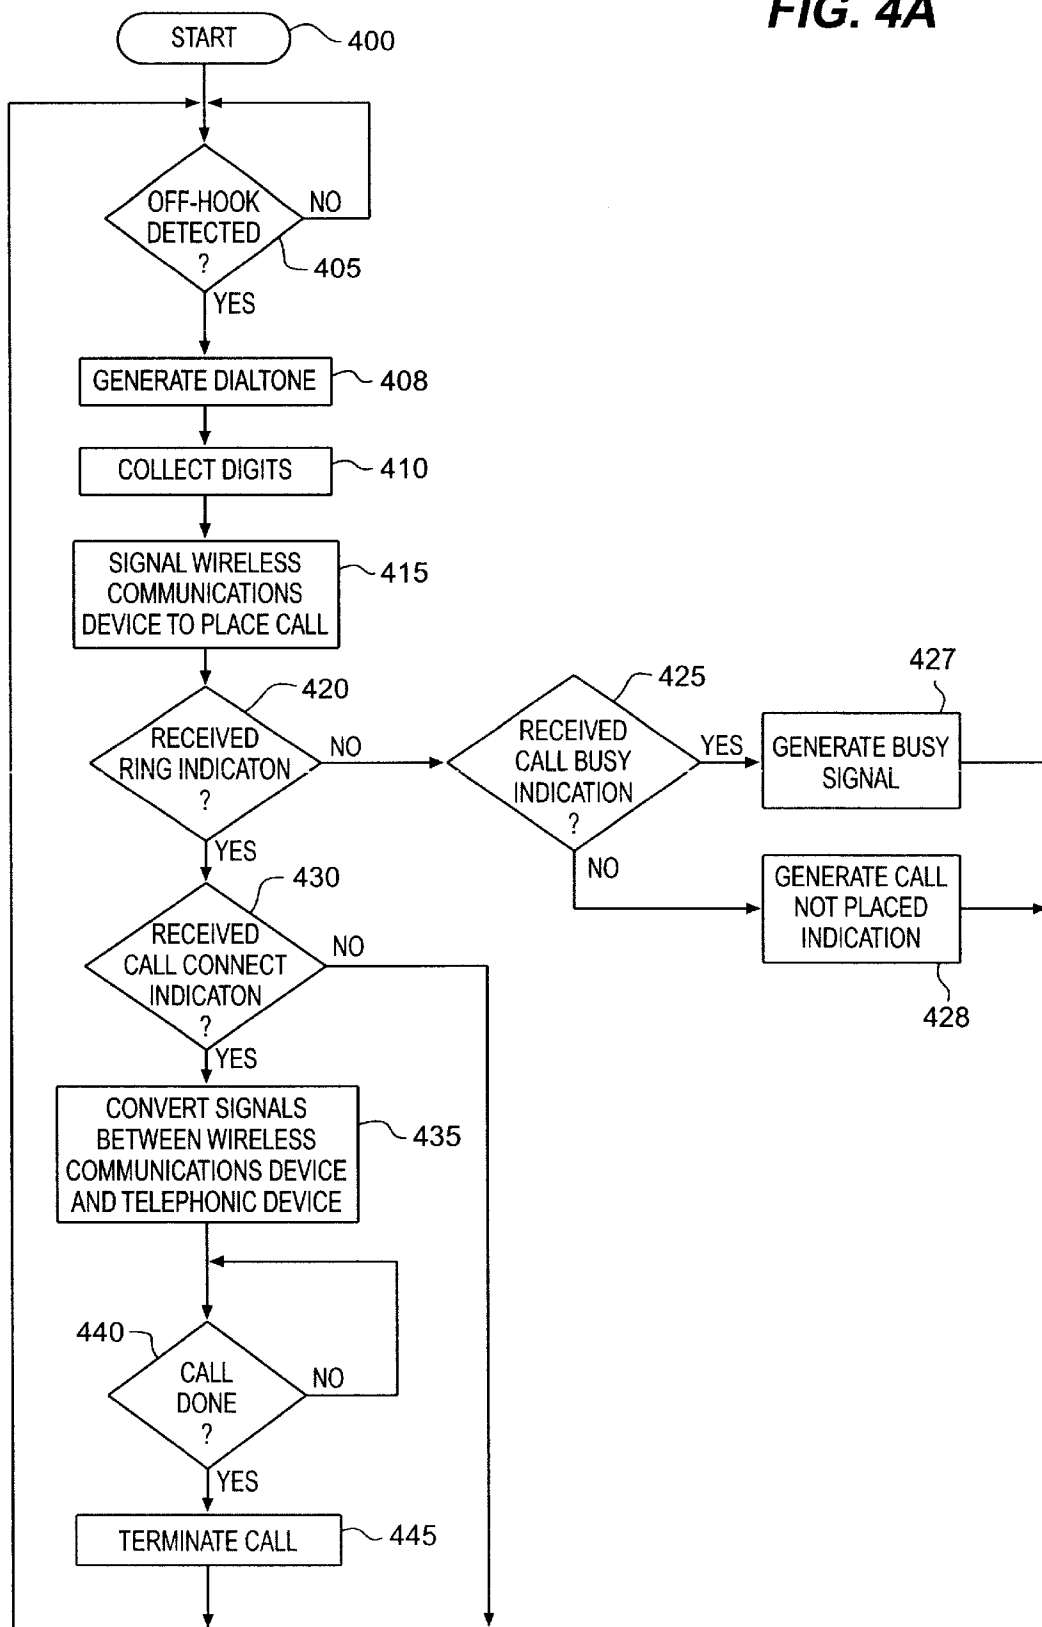 FIG. 4A
START
400
OFF-HOOK
DETECTED
?
NO
405
YES
GENERATE DIALTONE
408
COLLECT DIGITS
410
SIGNAL WIRELESS
COMMUNICATIONS
DEVICE TO PLACE CALL
415
420
RECEIVED
RING INDICATON
?
NO
YES
425
RECEIVED
CALL BUSY
INDICATION
?
YES
NO
427
GENERATE BUSY
SIGNAL
GENERATE CALL
NOT PLACED
INDICATION
428
430
RECEIVED
CALL CONNECT
INDICATON
?
NO
YES
CONVERT SIGNALS
BETWEEN WIRELESS
COMMUNICATIONS DEVICE
AND TELEPHONIC DEVICE
435
440
CALL
DONE
?
NO
YES
TERMINATE CALL
445